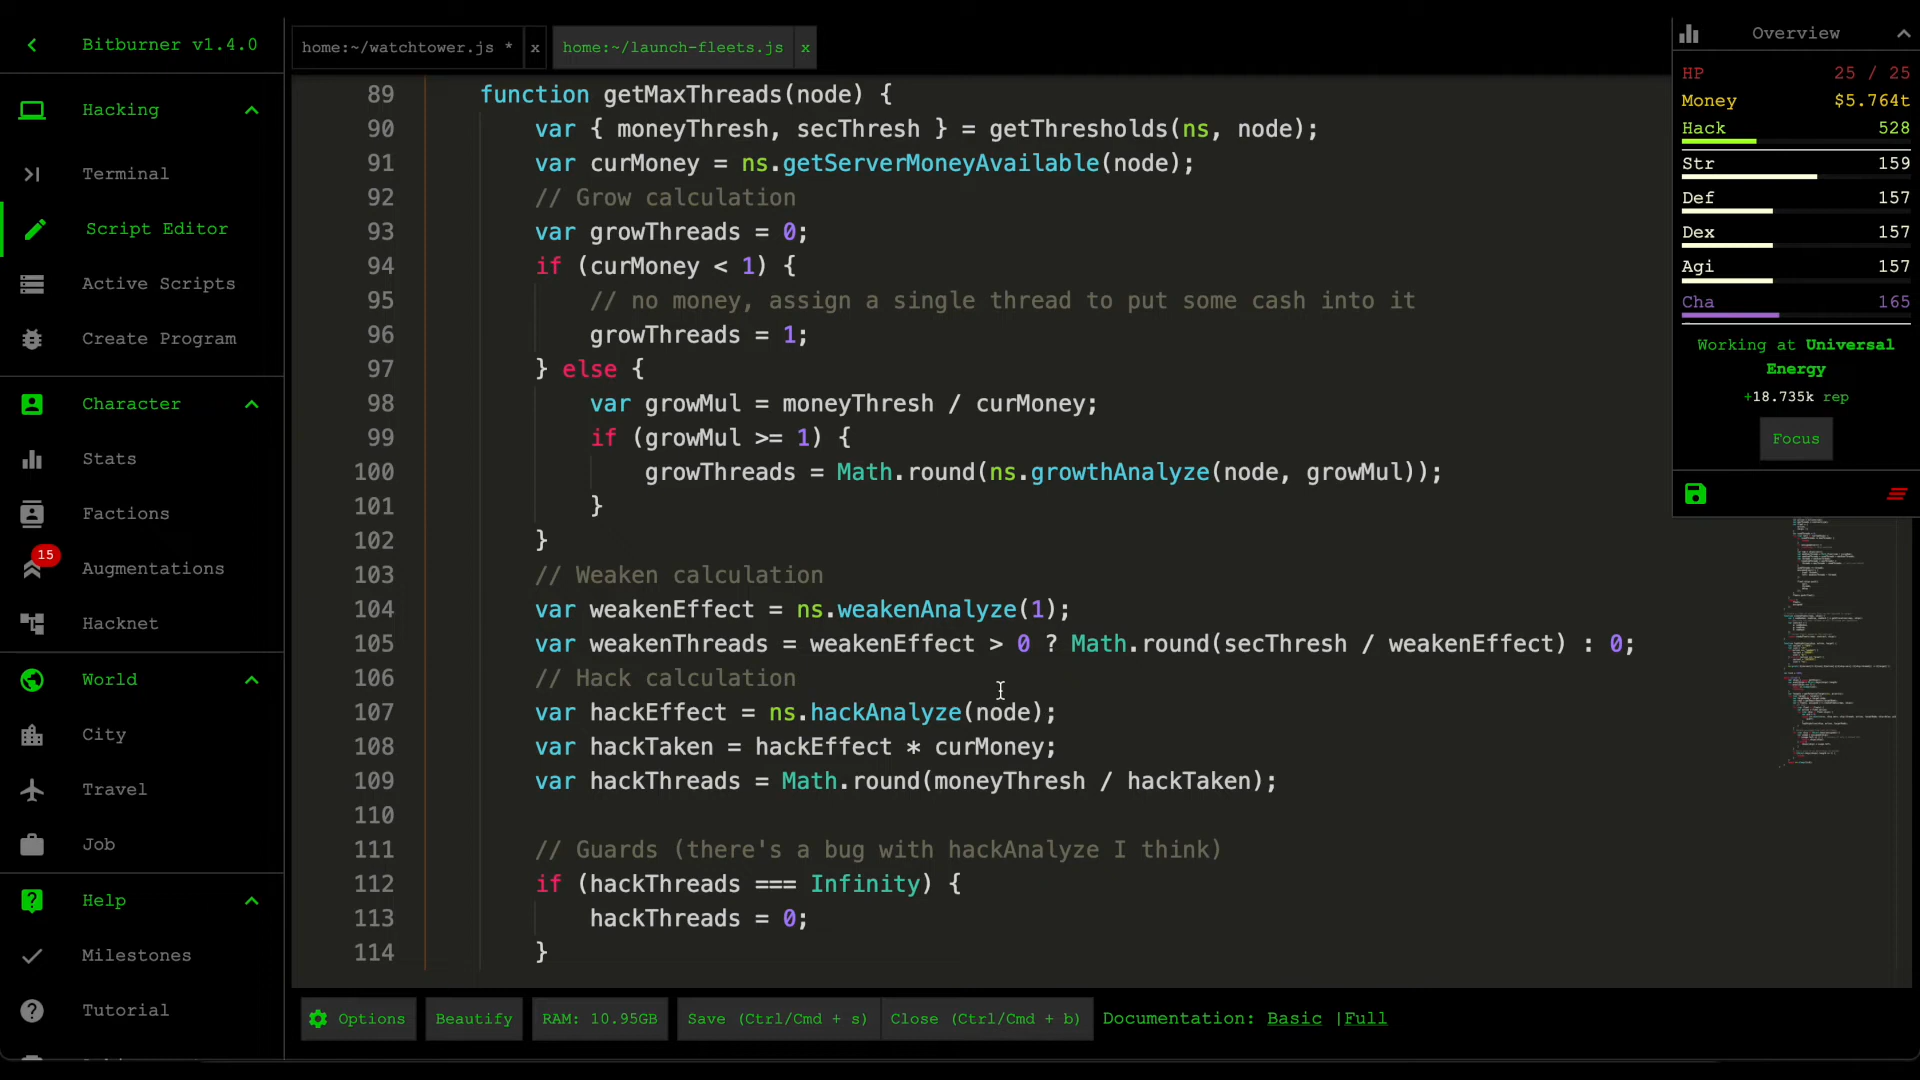 Bitburner v1.4.0
Hacking
Terminal
Script Editor
Active Scripts
Create Program
Character
Stats
Factions
15
Augmentations
Hacknet
World
City
Travel
Job
Help
Milestones
Tutorial
home:~/watchtower.js * x
home:~/launch-fleets.js x
89 function getMaxThreads(node) {
90 var { moneyThresh, secThresh } = getThresholds(ns, node);
91 var curMoney = ns.getServerMoneyAvailable(node);
92 // Grow calculation
93 var growThreads = 0;
94 if (curMoney < 1) {
95 // no money, assign a single thread to put some cash into it
96 growThreads = 1;
97 } else {
98 var growMul = moneyThresh / curMoney;
99 if (growMul >= 1) {
100 growThreads = Math.round(ns.growthAnalyze(node, growMul));
101 }
102 }
103 // Weaken calculation
104 var weakenEffect = ns.weakenAnalyze(1);
105 var weakenThreads = weakenEffect > 0 ? Math.round(secThresh / weakenEffect) : 0;
106 // Hack calculation
107 var hackEffect = ns.hackAnalyze(node);
108 var hackTaken = hackEffect * curMoney;
109 var hackThreads = Math.round(moneyThresh / hackTaken);
110
111 // Guards (there's a bug with hackAnalyze I think)
112 if (hackThreads === Infinity) {
113 hackThreads = 0;
114 }
Options
Beautify
RAM: 10.95GB
Save (Ctrl/Cmd + s)
Close (Ctrl/Cmd + b)
Documentation: Basic |Full
Overview
HP 25 / 25
Money $5.764t
Hack 528
Str 159
Def 157
Dex 157
Agi 157
Cha 165
Working at Universal
Energy
+18.735k rep
Focus